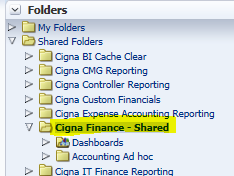 Folders
My Folders
Shared Folders
Cigna BI Cache Clear
Cigna CMG Reporting
Cigna Controller Reporting
Cigna Custom Financials
Cigna Expense Accounting Reporting
Cigna Finance - Shared
Dashboards
Accounting Ad hoc
Cigna IT Finance Reporting